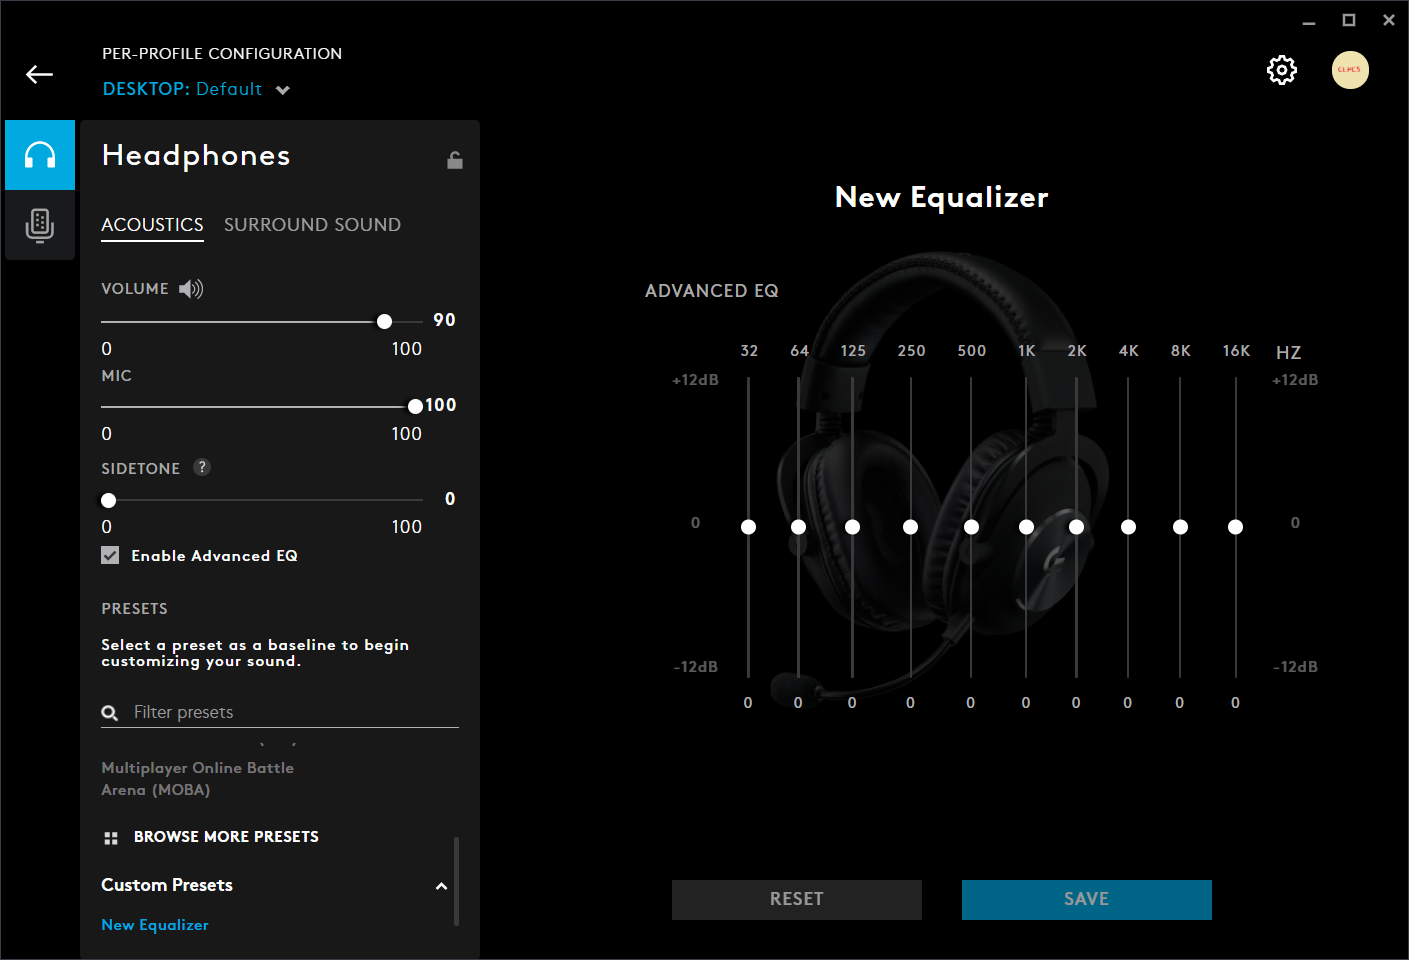 PER-PROFILE CONFIGURATION
DESKTOP: Default
CLPCS
Headphones
ACOUSTICS SURROUND SOUND
VOLUME
90
0 100
MIC
100
0 100
SIDETONE ?
0
0 100
Enable Advanced EQ
PRESETS
Select a preset as a baseline to begin
customizing your sound.
Filter presets
Multiplayer Online Battle
Arena (MOBA)
BROWSE MORE PRESETS
Custom Presets
New Equalizer
New Equalizer
ADVANCED EQ
32 64 125 250 500 1K 2K 4K 8K 16K HZ
+12dB +12dB
0 0
-12dB -12dB
0 0 0 0 0 0 0 0 0 0
RESET SAVE